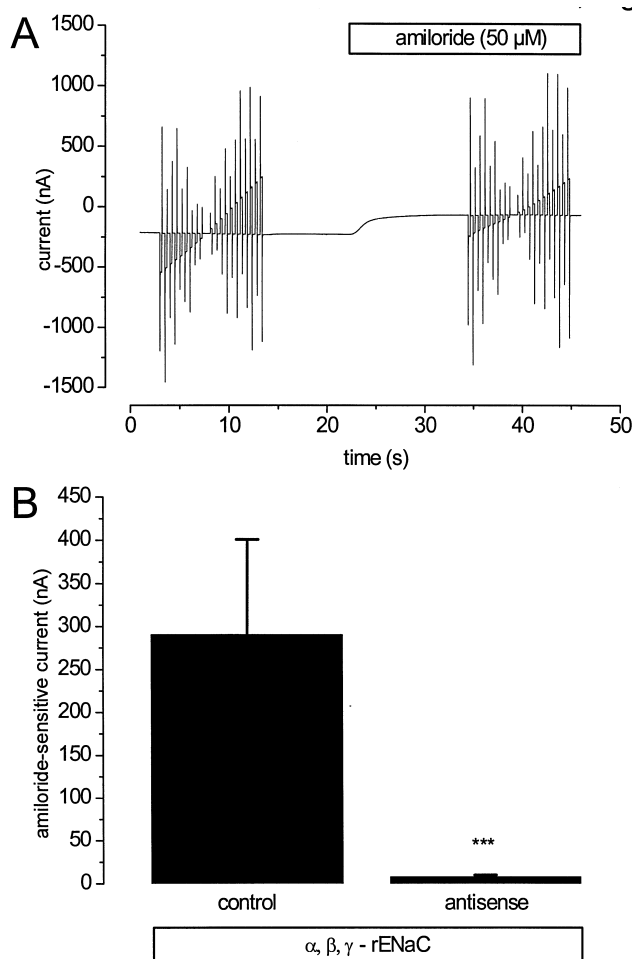 A
amiloride (50 µM)
1500
1000
500
0
-500
-1000
-1500
current (nA)
0 10 20 30 40 50
time (s)
B
450
400
350
300
250
200
150
100
50
0
amiloride-sensitive current (nA)
***
control antisense
α, β, γ - rENaC